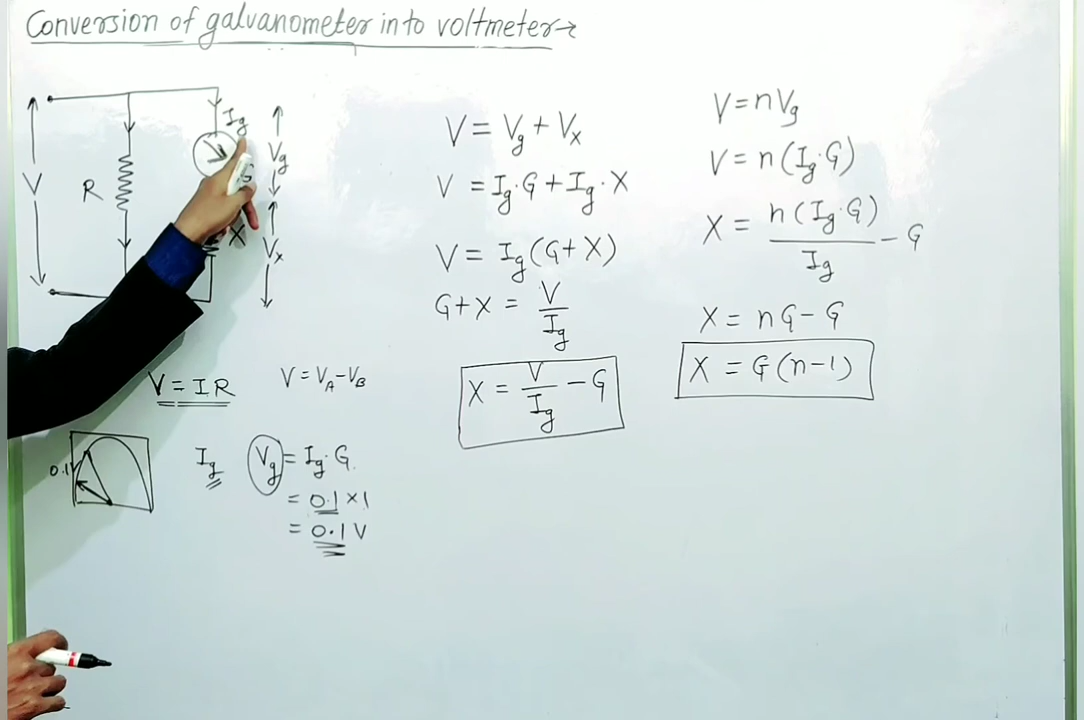 Conversion of galvanometer into voltmeter→
V
R
Ig
G
X
Vg
Vx
V = IR
V = VA - VB
0.1
Ig
Vg = Ig·G
= 0.1 × 1
= 0.1 V
V = Vg + Vx
V = Ig·G + Ig·X
V = Ig(G+X)
G+X = V/Ig
X = V/Ig - G
V = nVg
V = n(Ig·G)
X = n(Ig·G)/Ig - G
X = nG - G
X = G(n-1)